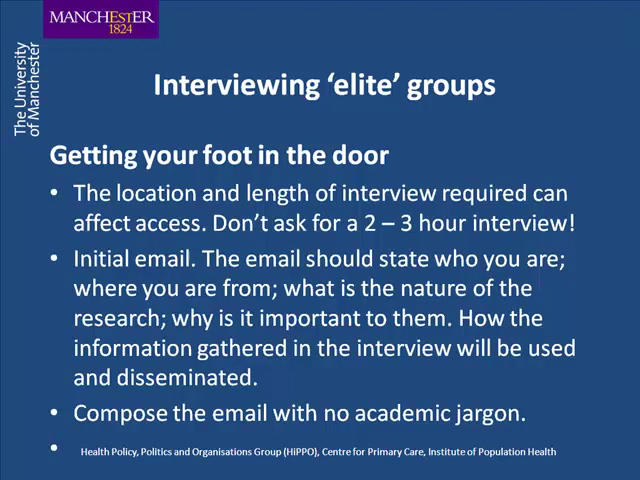 MANCHESTER
1824
The University
of Manchester
Interviewing ‘elite’ groups
Getting your foot in the door
• The location and length of interview required can
affect access. Don’t ask for a 2 – 3 hour interview!
• Initial email. The email should state who you are;
where you are from; what is the nature of the
research; why is it important to them. How the
information gathered in the interview will be used
and disseminated.
• Compose the email with no academic jargon.
• Health Policy, Politics and Organisations Group (HiPPO), Centre for Primary Care, Institute of Population Health